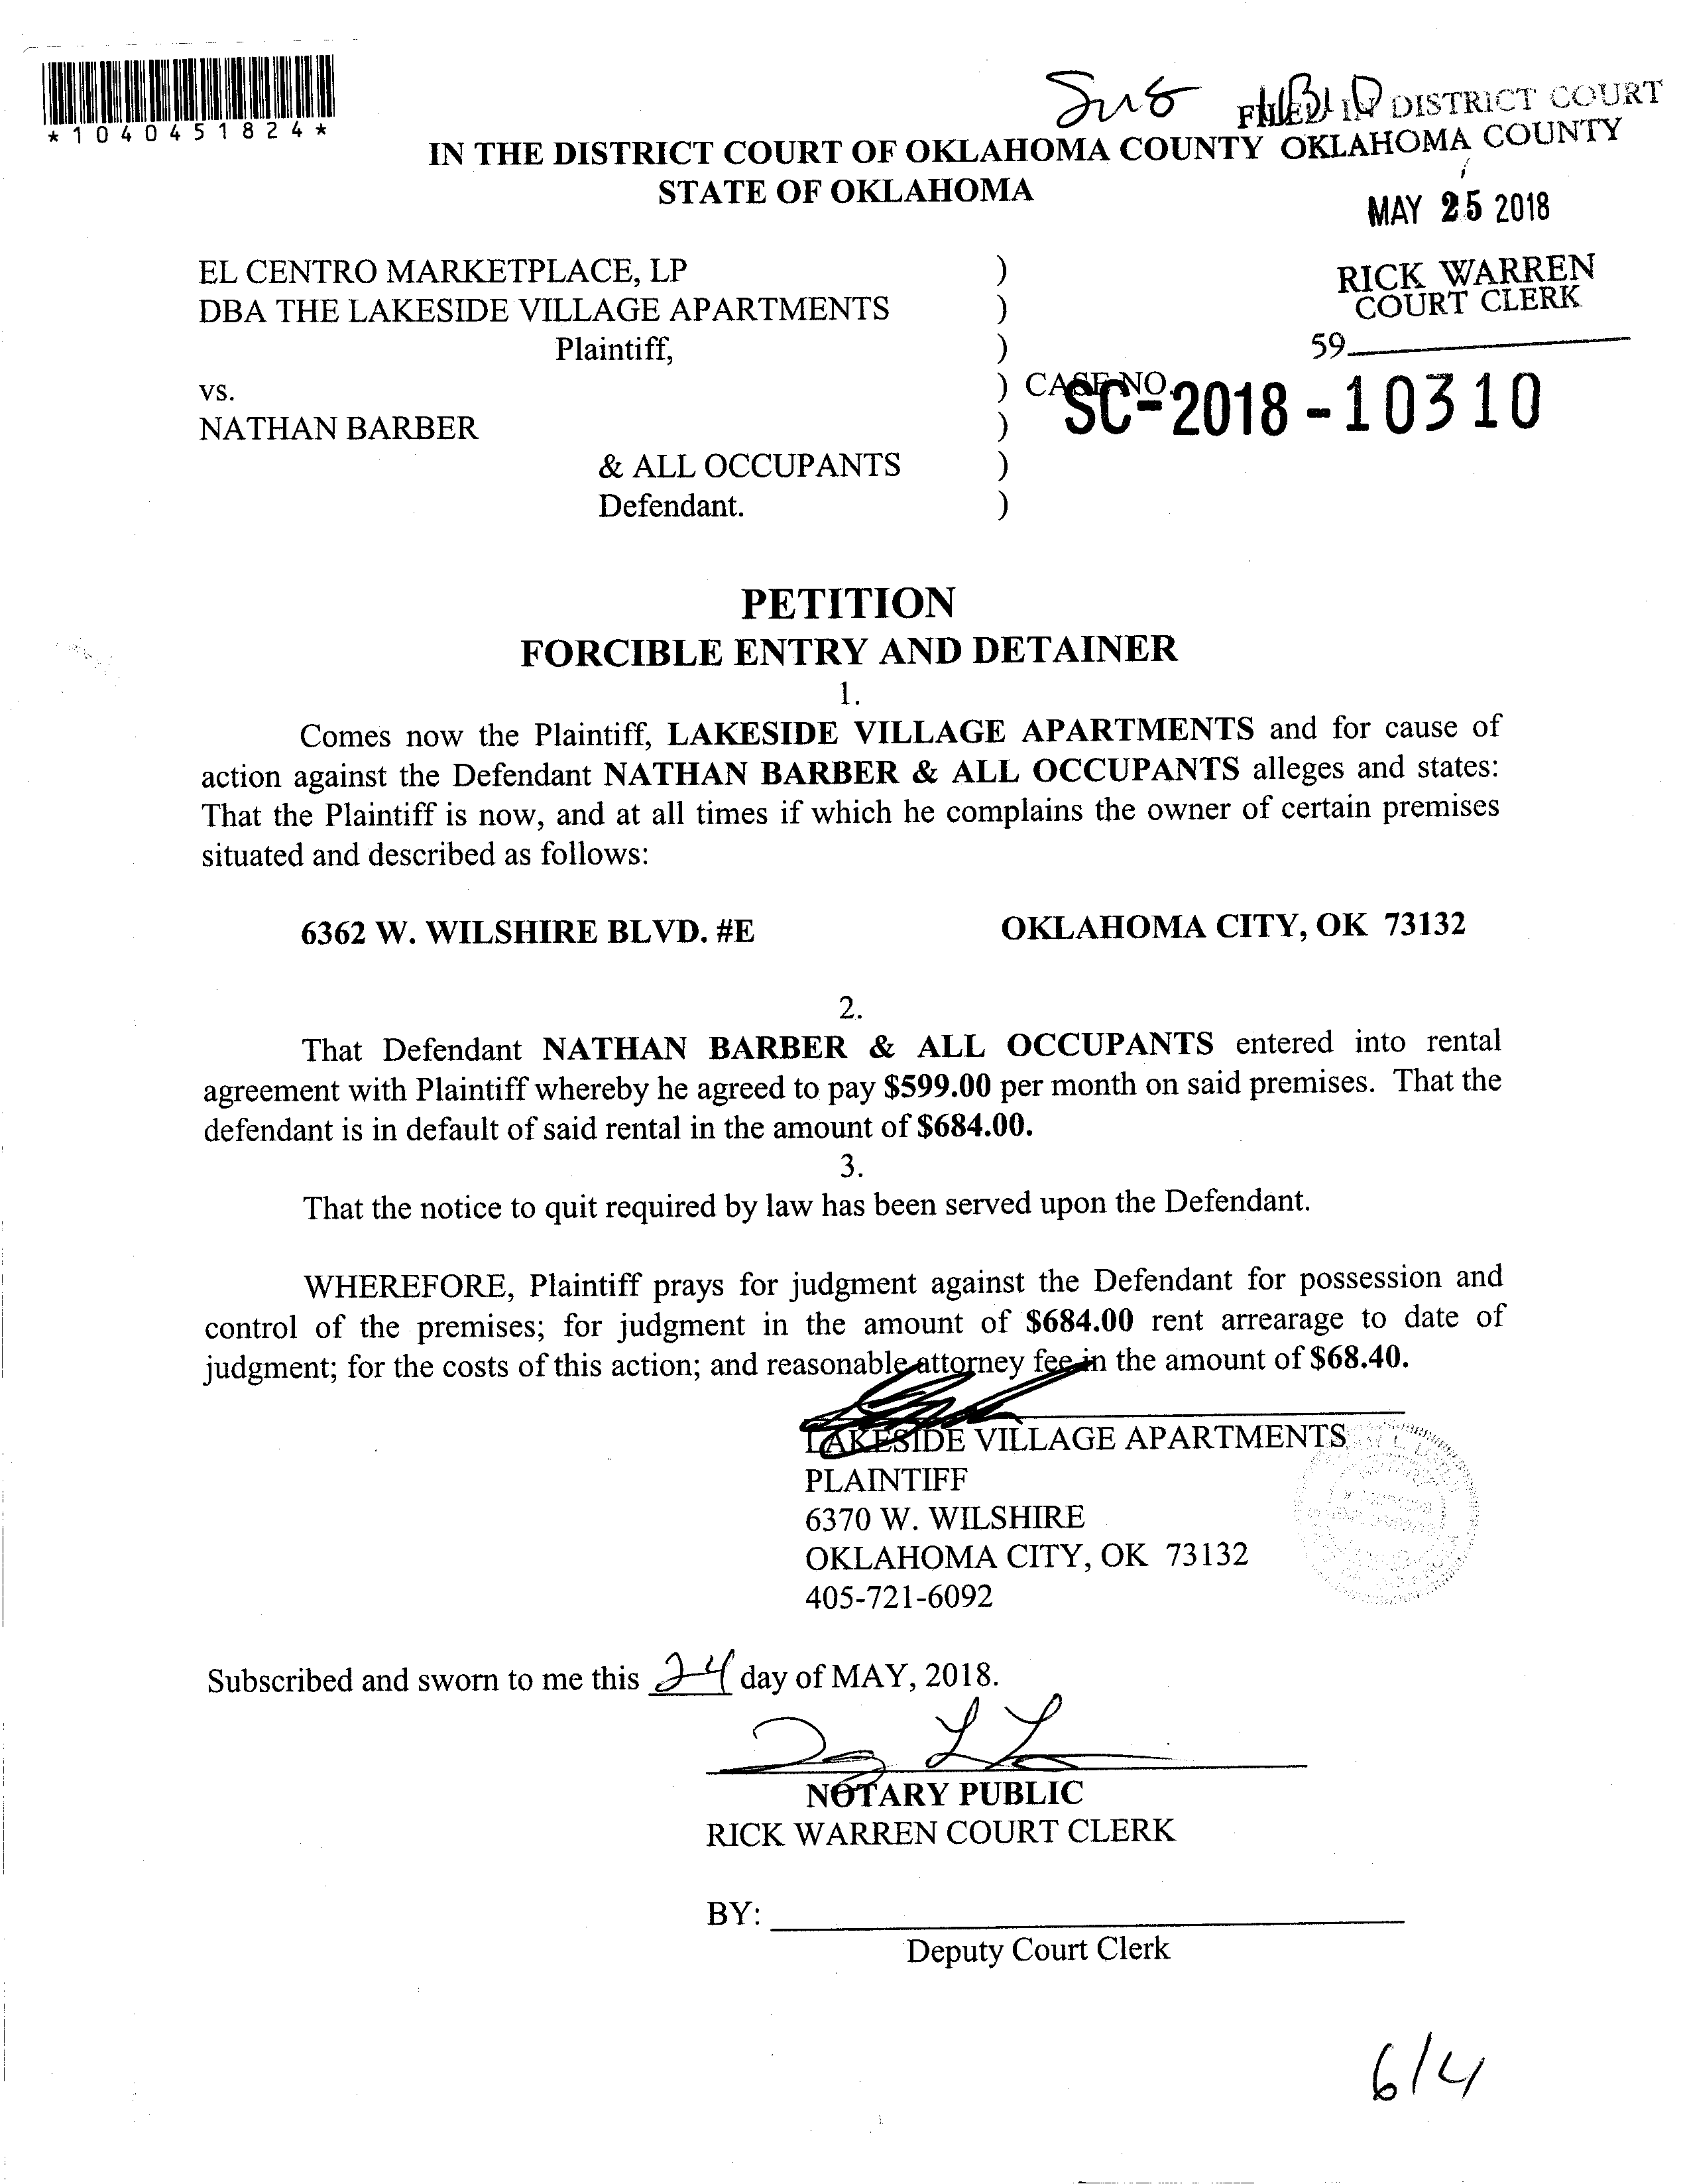 *1040451824*
FILED IN DISTRICT COURT
IN THE DISTRICT COURT OF OKLAHOMA COUNTY OKLAHOMA COUNTY
STATE OF OKLAHOMA
MAY 25 2018
EL CENTRO MARKETPLACE, LP )
RICK WARREN
DBA THE LAKESIDE VILLAGE APARTMENTS )
COURT CLERK
Plaintiff, )
59
vs. ) CASE NO.
SC-2018-10310
NATHAN BARBER )
& ALL OCCUPANTS )
Defendant. )
PETITION
FORCIBLE ENTRY AND DETAINER
1.
Comes now the Plaintiff, LAKESIDE VILLAGE APARTMENTS and for cause of
action against the Defendant NATHAN BARBER & ALL OCCUPANTS alleges and states:
That the Plaintiff is now, and at all times if which he complains the owner of certain premises
situated and described as follows:
6362 W. WILSHIRE BLVD. #E OKLAHOMA CITY, OK 73132
2.
That Defendant NATHAN BARBER & ALL OCCUPANTS entered into rental
agreement with Plaintiff whereby he agreed to pay $599.00 per month on said premises. That the
defendant is in default of said rental in the amount of $684.00.
3.
That the notice to quit required by law has been served upon the Defendant.
WHEREFORE, Plaintiff prays for judgment against the Defendant for possession and
control of the premises; for judgment in the amount of $684.00 rent arrearage to date of
judgment; for the costs of this action; and reasonable attorney fee in the amount of $68.40.
LAKESIDE VILLAGE APARTMENTS
PLAINTIFF
6370 W. WILSHIRE
OKLAHOMA CITY, OK 73132
405-721-6092
Subscribed and sworn to me this 24 day of MAY, 2018.
NOTARY PUBLIC
RICK WARREN COURT CLERK
BY:
Deputy Court Clerk
6/4